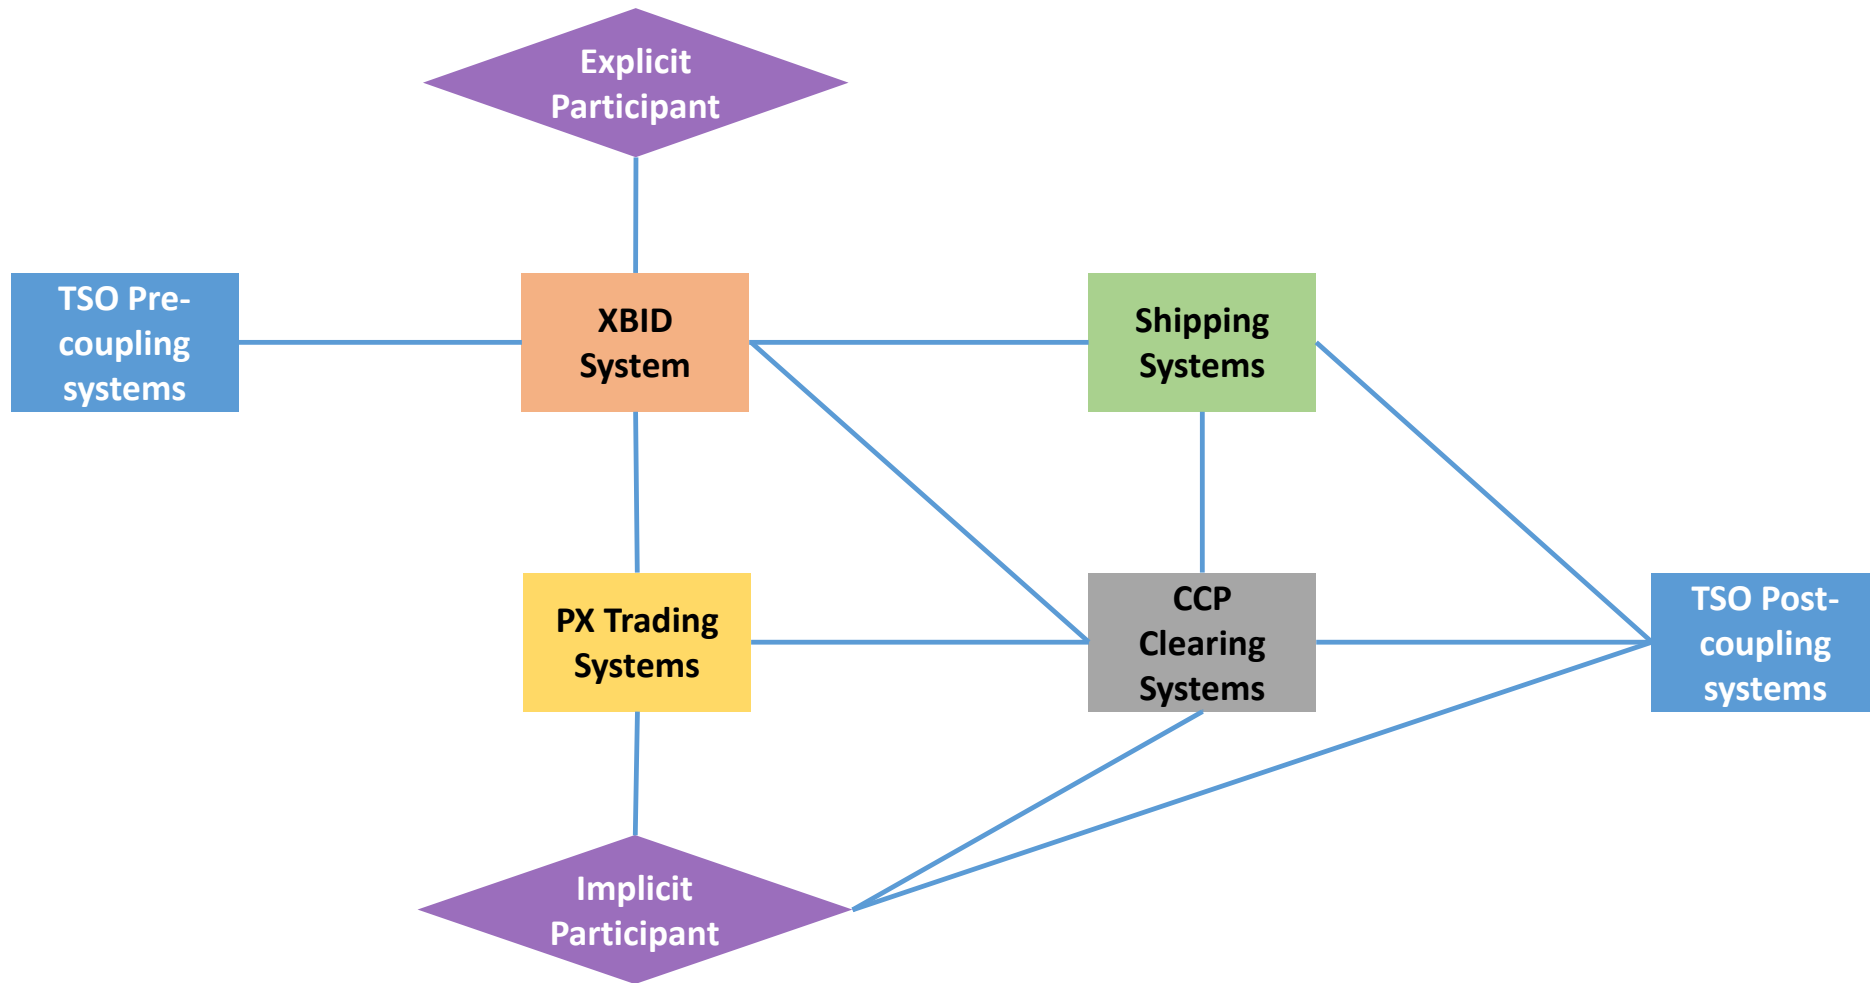 Explicit
Participant
TSO Pre-
coupling
systems
XBID
System
Shipping
Systems
PX Trading
Systems
CCP
Clearing
Systems
TSO Post-
coupling
systems
Implicit
Participant